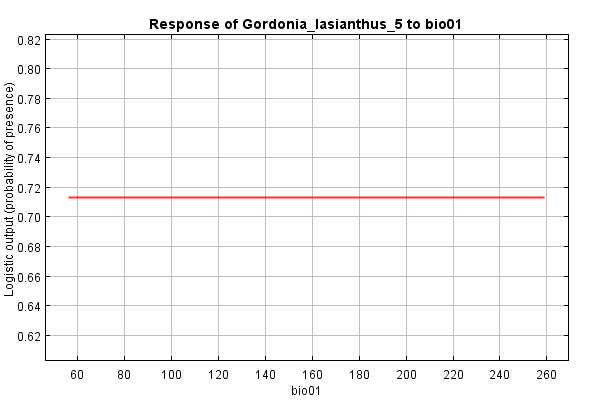 Response of Gordonia_lasianthus_5 to bio01
Logistic output (probability of presence)
0.82
0.80
0.78
0.76
0.74
0.72
0.70
0.68
0.66
0.64
0.62
60 80 100 120 140 160 180 200 220 240 260
bio01